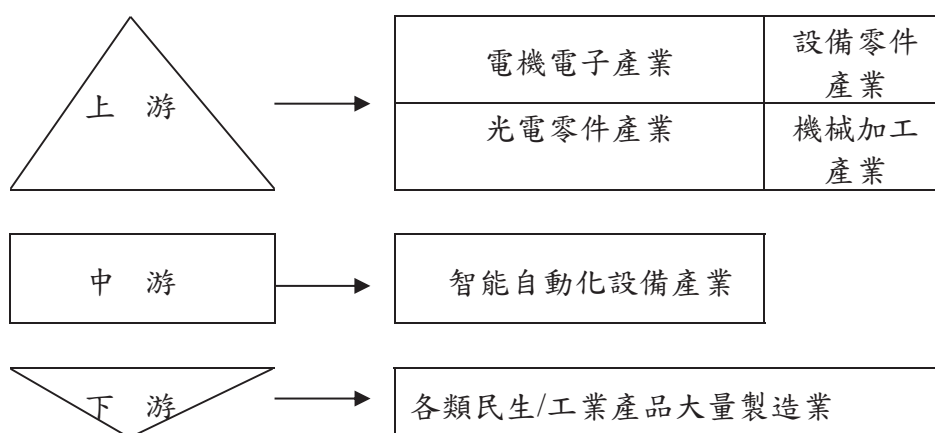 上 游
電機電子產業
設備零件
產業
光電零件產業
機械加工
產業
中 游
智能自動化設備產業
下 游
各類民生/工業產品大量製造業